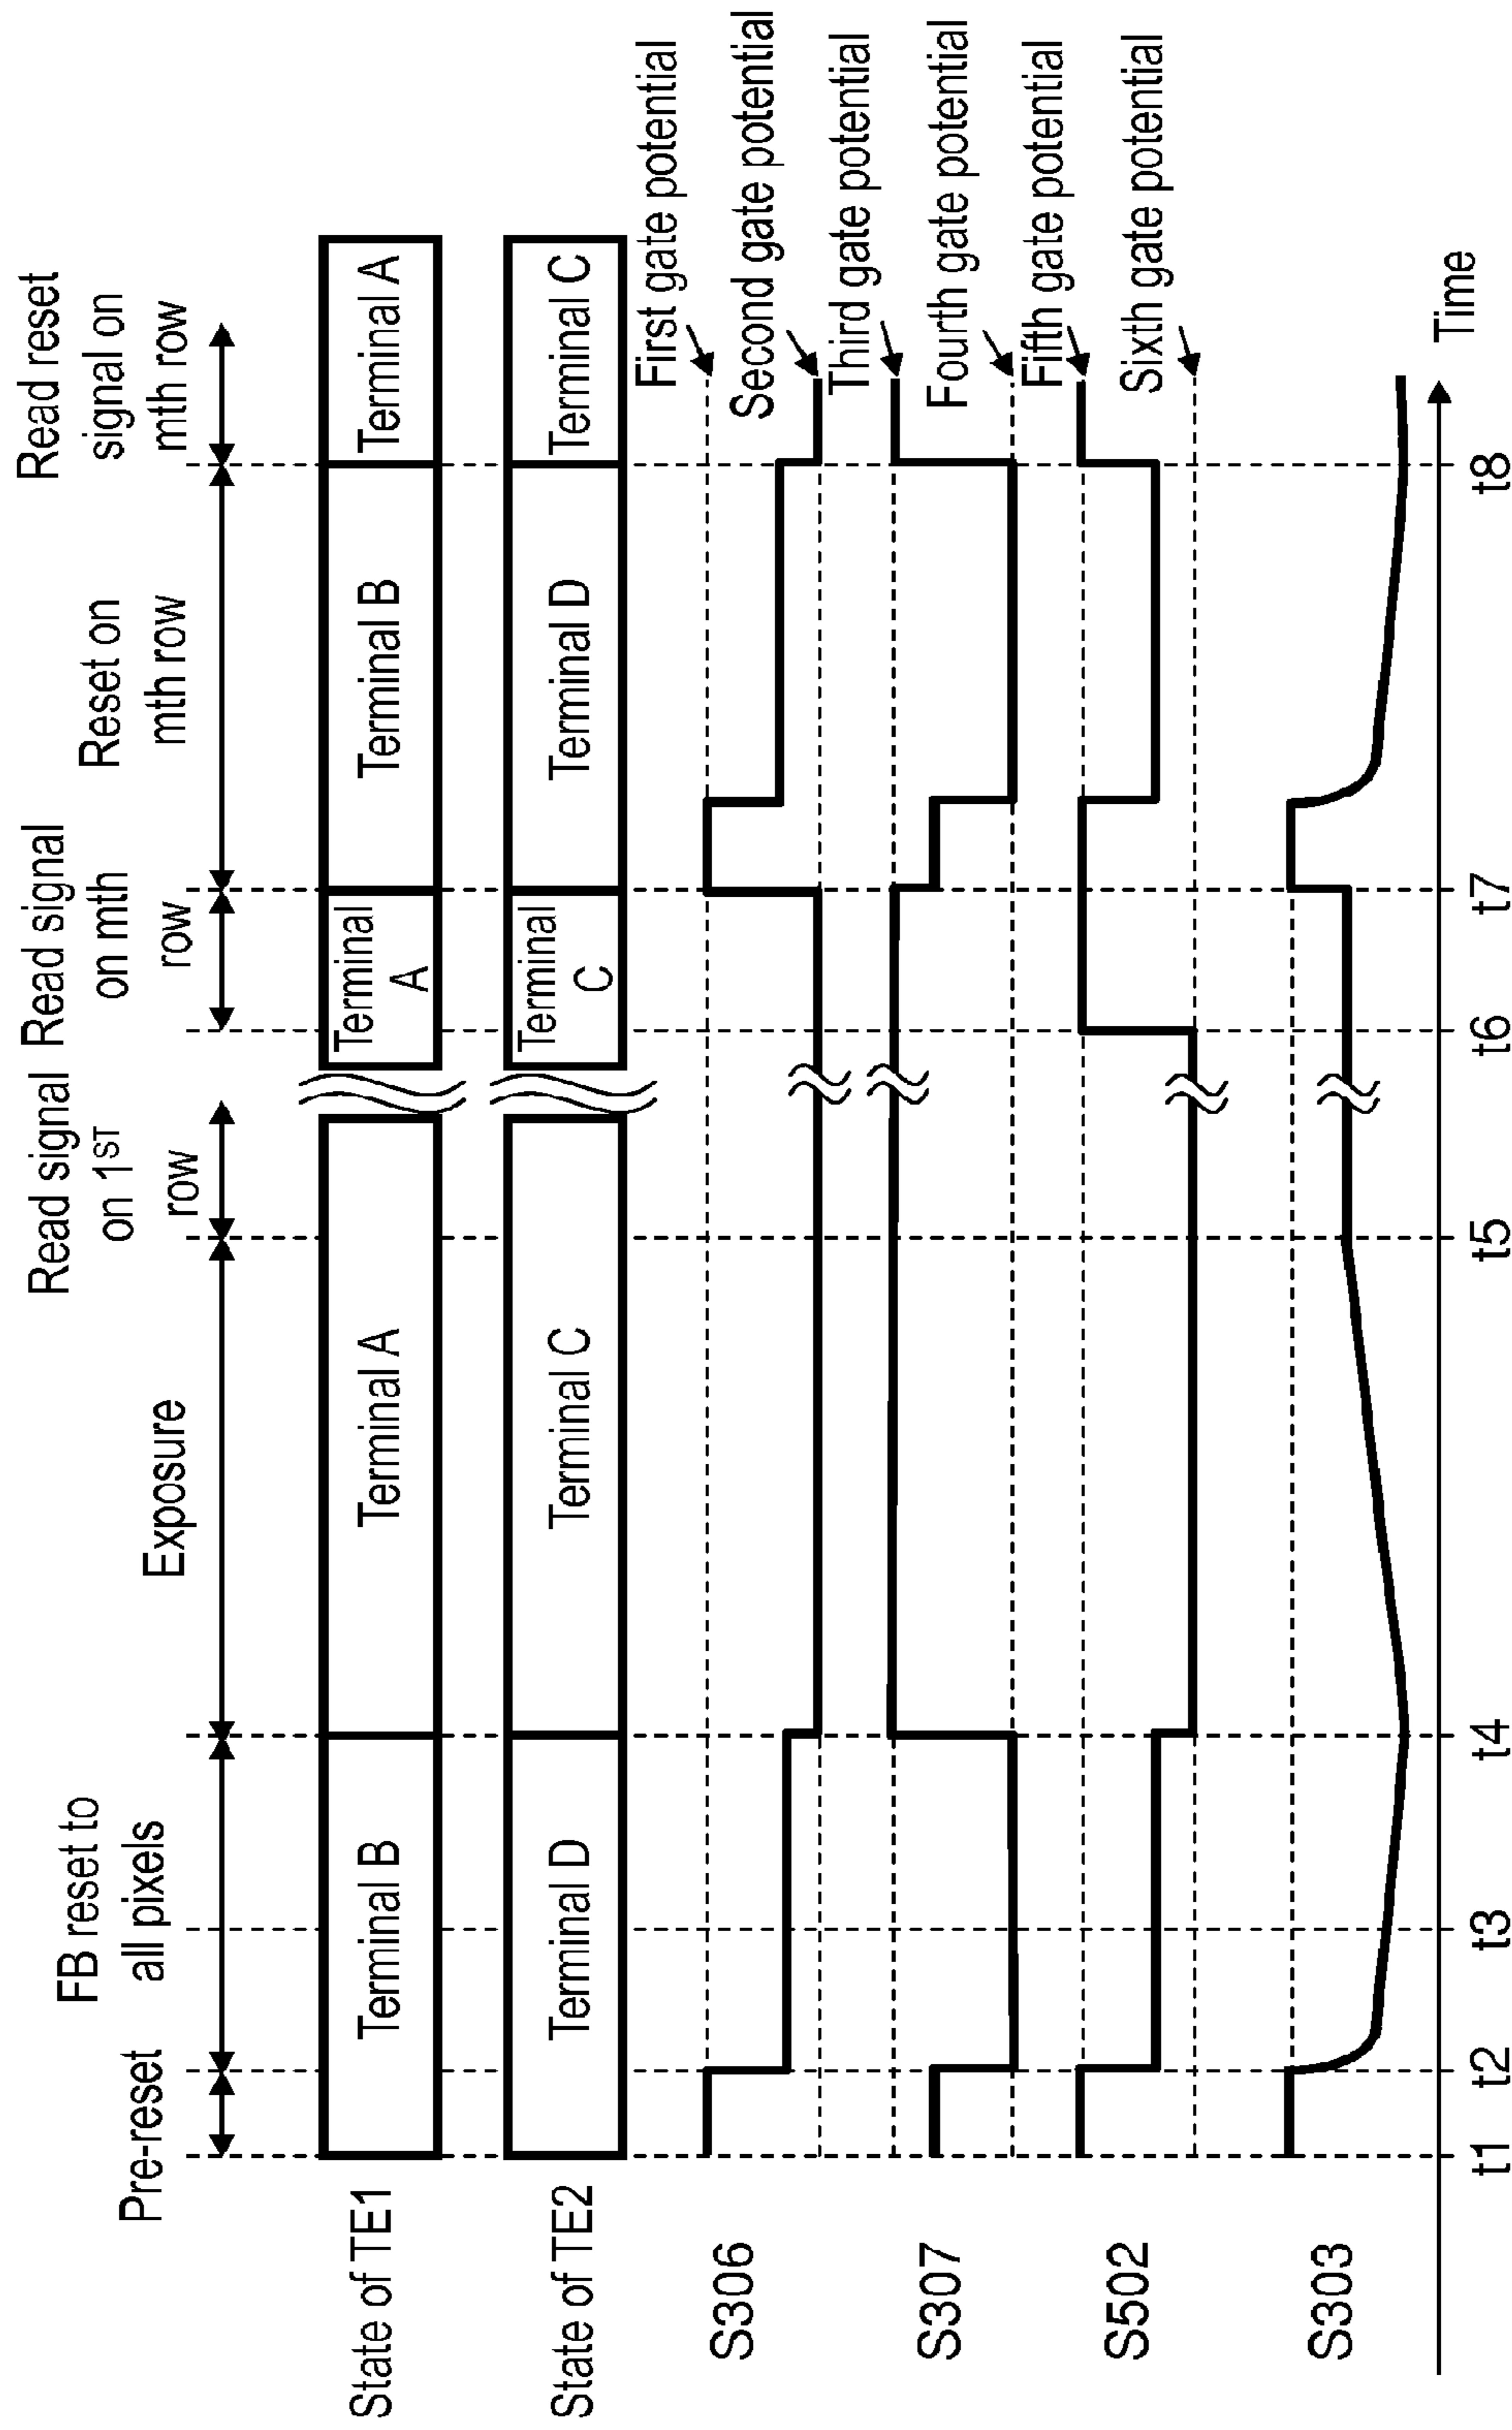 Pre-reset
FB reset to
all pixels
Exposure
Read signal
on 1ST
row
Read signal
on mth
row
Reset on
mth row
Read reset
signal on
mth row
State of TE1
Terminal B
Terminal A
Terminal
A
Terminal B
Terminal A
State of TE2
Terminal D
Terminal C
Terminal
C
Terminal D
Terminal C
S306
First gate potential
Second gate potential
S307
Third gate potential
Fourth gate potential
S502
Fifth gate potential
Sixth gate potential
S303
Time
t1 t2 t3 t4 t5 t6 t7 t8